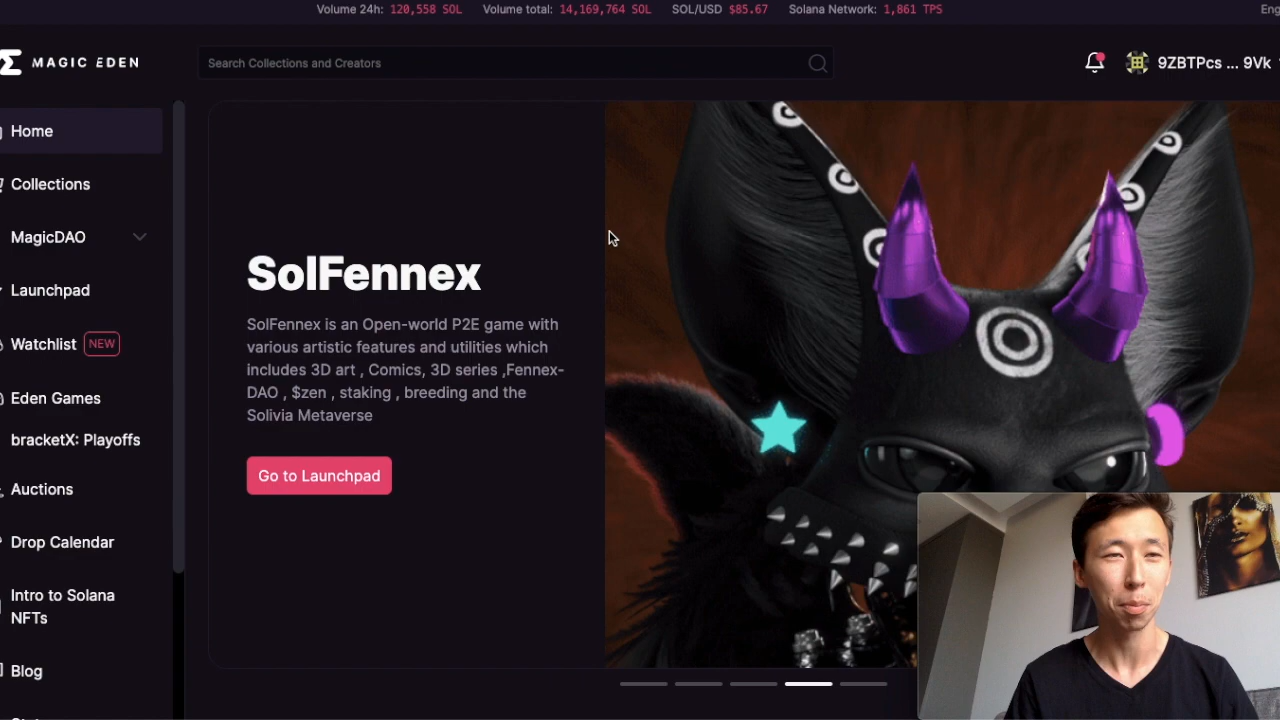 Volume 24h: 120,558 SOL Volume total: 14,169,764 SOL SOL/USD $85.67 Solana Network: 1,861 TPS Eng
MAGIC EDEN
Search Collections and Creators
9ZBTPcs ... 9Vk
Home
Collections
MagicDAO
Launchpad
Watchlist NEW
Eden Games
bracketX: Playoffs
Auctions
Drop Calendar
Intro to Solana
NFTs
Blog
SolFennex
SolFennex is an Open-world P2E game with
various artistic features and utilities which
includes 3D art , Comics, 3D series ,Fennex-
DAO , $zen , staking , breeding and the
Solivia Metaverse
Go to Launchpad